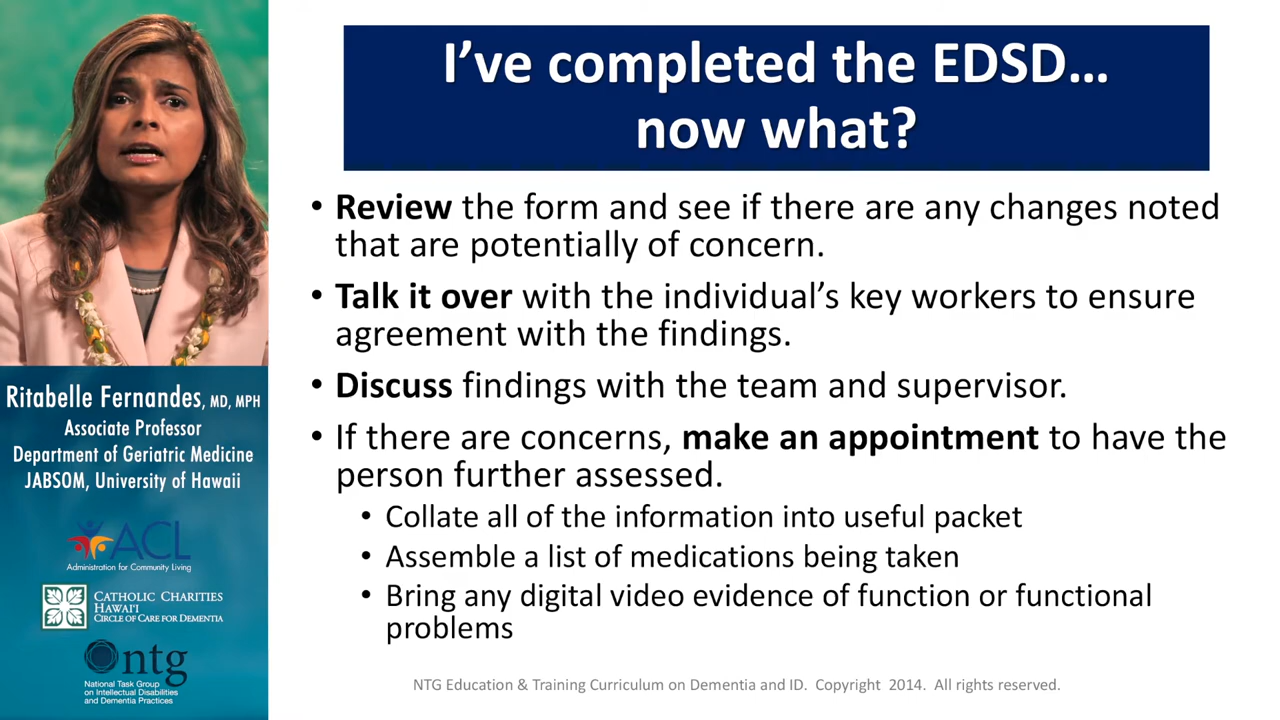 I've completed the EDSD…
now what?
• Review the form and see if there are any changes noted
that are potentially of concern.
• Talk it over with the individual's key workers to ensure
agreement with the findings.
• Discuss findings with the team and supervisor.
• If there are concerns, make an appointment to have the
person further assessed.
• Collate all of the information into useful packet
• Assemble a list of medications being taken
• Bring any digital video evidence of function or functional
problems
NTG Education & Training Curriculum on Dementia and ID.  Copyright  2014.  All rights reserved.
Ritabelle Fernandes, MD, MPH
Associate Professor
Department of Geriatric Medicine
JABSOM, University of Hawaii
ACL
Administration for Community Living
CATHOLIC CHARITIES
HAWAI'I
CIRCLE OF CARE FOR DEMENTIA
ntg
National Task Group
on Intellectual Disabilities
and Dementia Practices